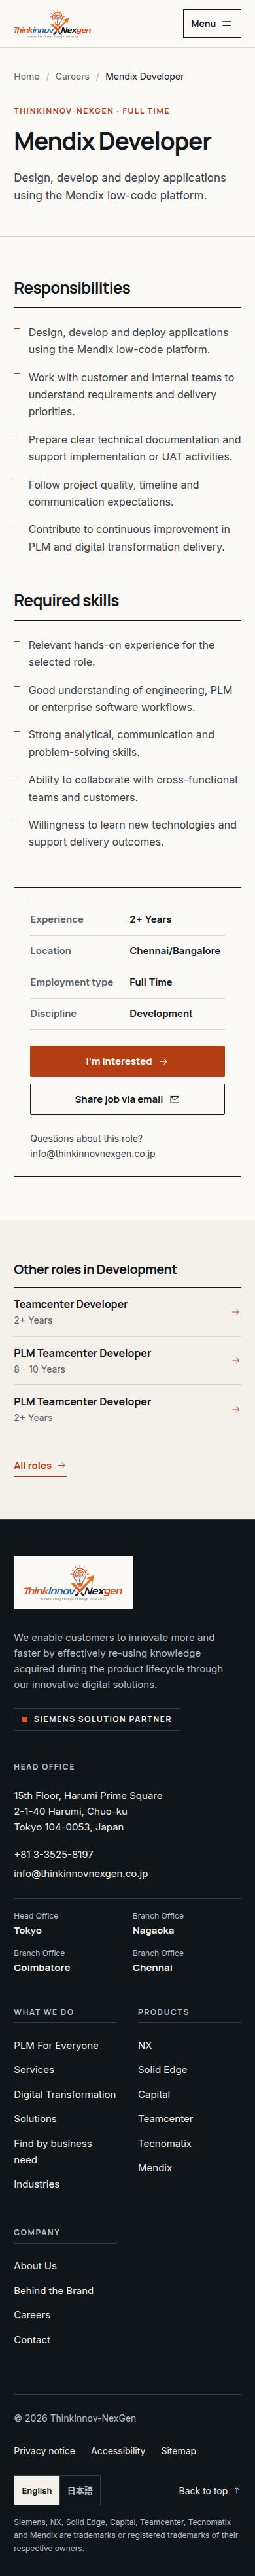 ThinkinnovXNexgen
Accelerating Change Through Innovation
Menu
Home / Careers / Mendix Developer
THINKINNOV-NEXGEN · FULL TIME
Mendix Developer
Design, develop and deploy applications
using the Mendix low-code platform.
Responsibilities
— Design, develop and deploy applications
using the Mendix low-code platform.
— Work with customer and internal teams to
understand requirements and delivery
priorities.
— Prepare clear technical documentation and
support implementation or UAT activities.
— Follow project quality, timeline and
communication expectations.
— Contribute to continuous improvement in
PLM and digital transformation delivery.
Required skills
— Relevant hands-on experience for the
selected role.
— Good understanding of engineering, PLM
or enterprise software workflows.
— Strong analytical, communication and
problem-solving skills.
— Ability to collaborate with cross-functional
teams and customers.
— Willingness to learn new technologies and
support delivery outcomes.
Experience 2+ Years
Location Chennai/Bangalore
Employment type Full Time
Discipline Development
I'm interested →
Share job via email
Questions about this role?
info@thinkinnovnexgen.co.jp
Other roles in Development
Teamcenter Developer →
2+ Years
PLM Teamcenter Developer →
8 - 10 Years
PLM Teamcenter Developer →
2+ Years
All roles →
ThinkinnovXNexgen
Accelerating Change Through Innovation
We enable customers to innovate more and
faster by effectively re-using knowledge
acquired during the product lifecycle through
our innovative digital solutions.
SIEMENS SOLUTION PARTNER
HEAD OFFICE
15th Floor, Harumi Prime Square
2-1-40 Harumi, Chuo-ku
Tokyo 104-0053, Japan
+81 3-3525-8197
info@thinkinnovnexgen.co.jp
Head Office Branch Office
Tokyo Nagaoka
Branch Office Branch Office
Coimbatore Chennai
WHAT WE DO
PLM For Everyone
Services
Digital Transformation
Solutions
Find by business
need
Industries
PRODUCTS
NX
Solid Edge
Capital
Teamcenter
Tecnomatix
Mendix
COMPANY
About Us
Behind the Brand
Careers
Contact
© 2026 ThinkInnov-NexGen
Privacy notice Accessibility Sitemap
English 日本語 Back to top ↑
Siemens, NX, Solid Edge, Capital, Teamcenter, Tecnomatix
and Mendix are trademarks or registered trademarks of their
respective owners.